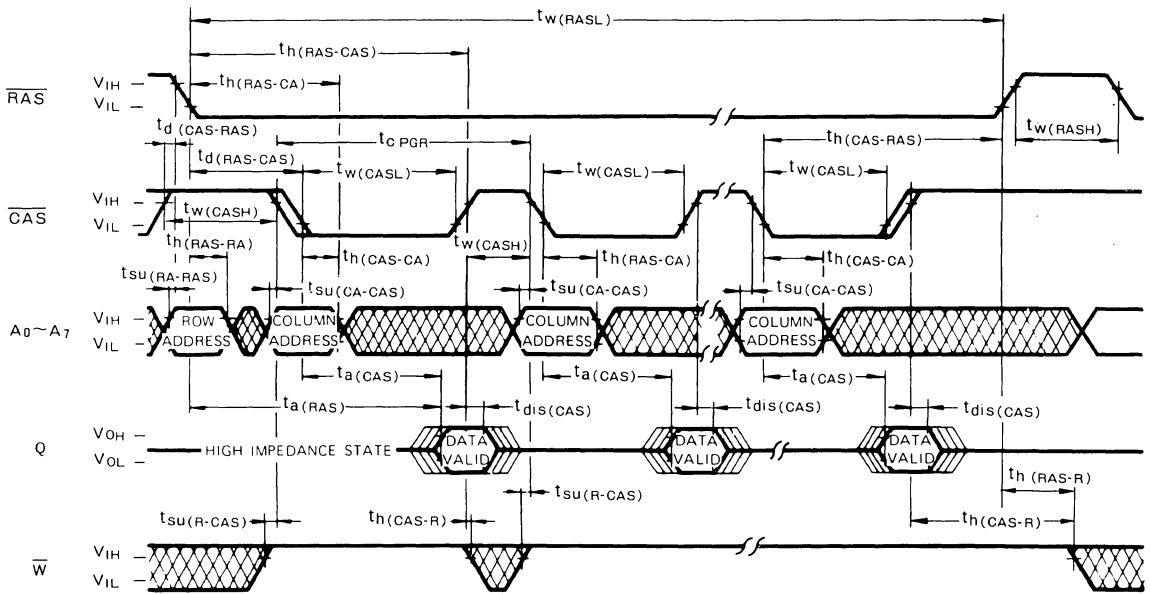 tw(RASL)
th(RAS-CAS)
RAS
VIH
VIL
th(RAS-CA)
td(CAS-RAS)
tc PGR
th(CAS-RAS)
tw(RASH)
td(RAS-CAS)
tw(CASL)
tw(CASL)
tw(CASL)
CAS
VIH
VIL
tw(CASH)
th(RAS-RA)
tw(CASH)
th(CAS-CA)
th(RAS-CA)
th(CAS-CA)
tsu(RA-RAS)
tsu(CA-CAS)
tsu(CA-CAS)
tsu(CA-CAS)
A0~A7
VIH
VIL
ROW ADDRESS
COLUMN ADDRESS
COLUMN ADDRESS
COLUMN ADDRESS
ta(CAS)
ta(CAS)
ta(CAS)
ta(RAS)
tdis(CAS)
tdis(CAS)
tdis(CAS)
Q
VOH
VOL
HIGH IMPEDANCE STATE
DATA VALID
DATA VALID
DATA VALID
tsu(R-CAS)
th(RAS-R)
tsu(R-CAS)
th(CAS-R)
th(CAS-R)
W
VIH
VIL